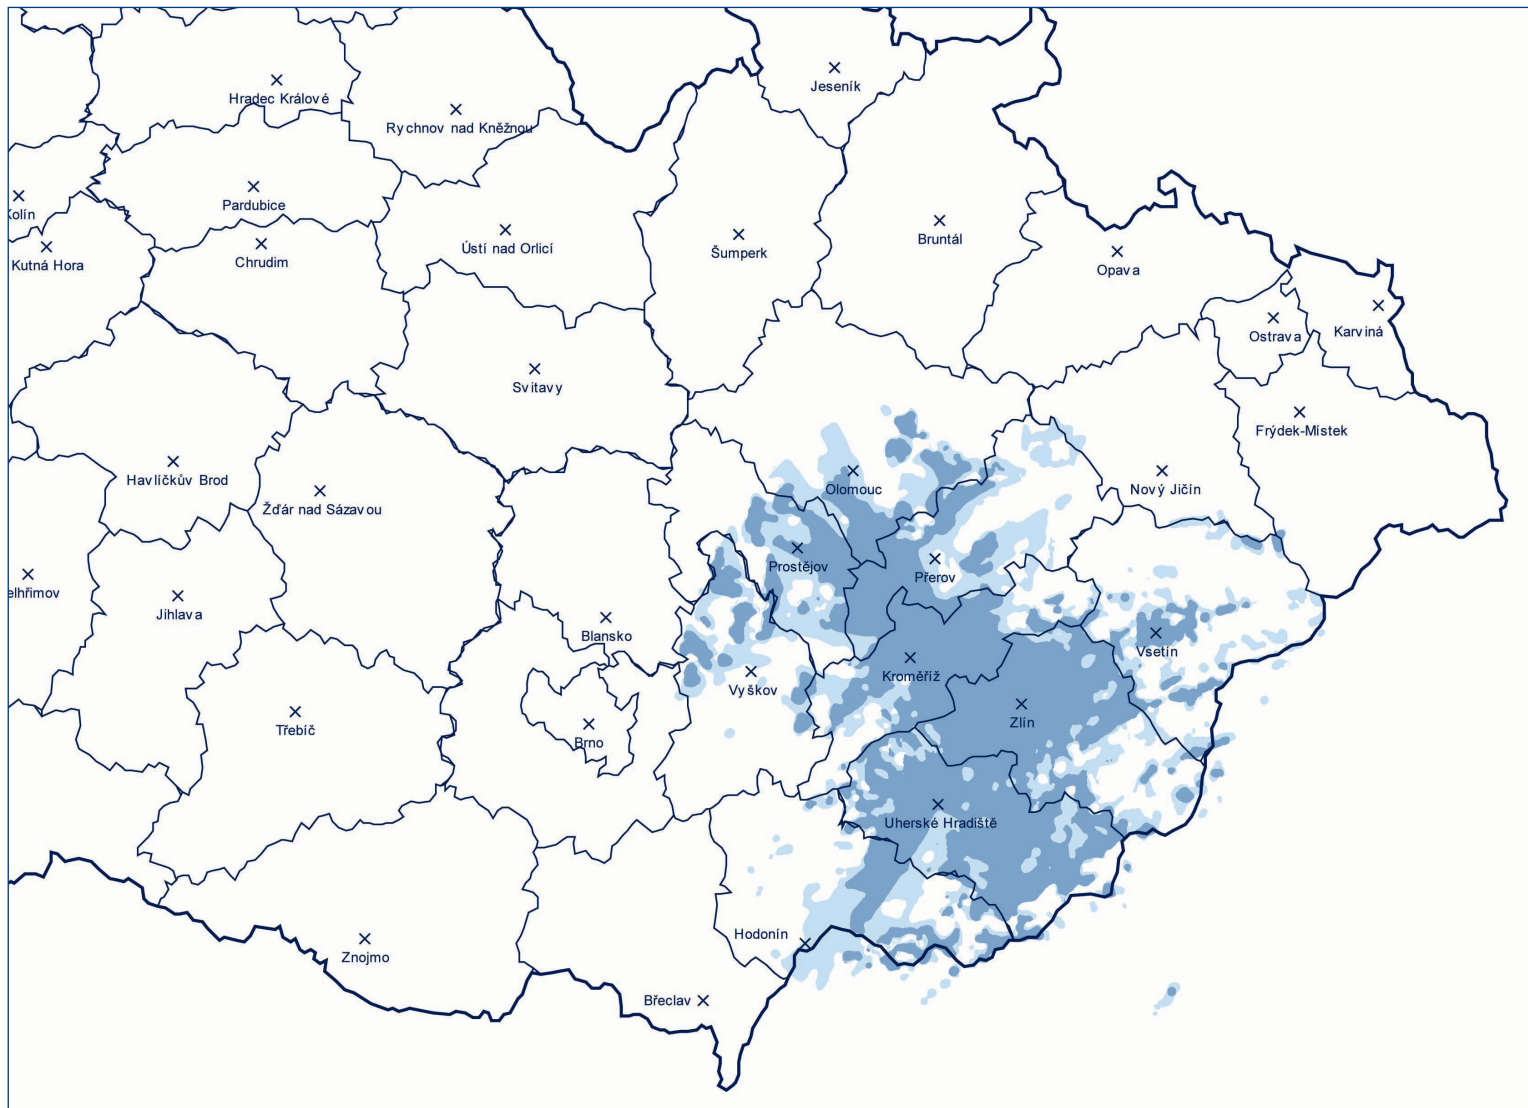 Jeseník
Hradec Králové
Rychnov nad Kněžnou
Kolín
Pardubice
Kutná Hora
Chrudim
Ústí nad Orlicí
Šumperk
Bruntál
Opava
Ostrava
Karviná
Svitavy
Frýdek-Místek
Havlíčkův Brod
Žďár nad Sázavou
Olomouc
Nový Jičín
Prostějov
Přerov
elhřimov
Jihlava
Blansko
Vsetín
Vyškov
Kroměříž
Třebíč
Brno
Zlín
Uherské Hradiště
Hodonín
Znojmo
Břeclav